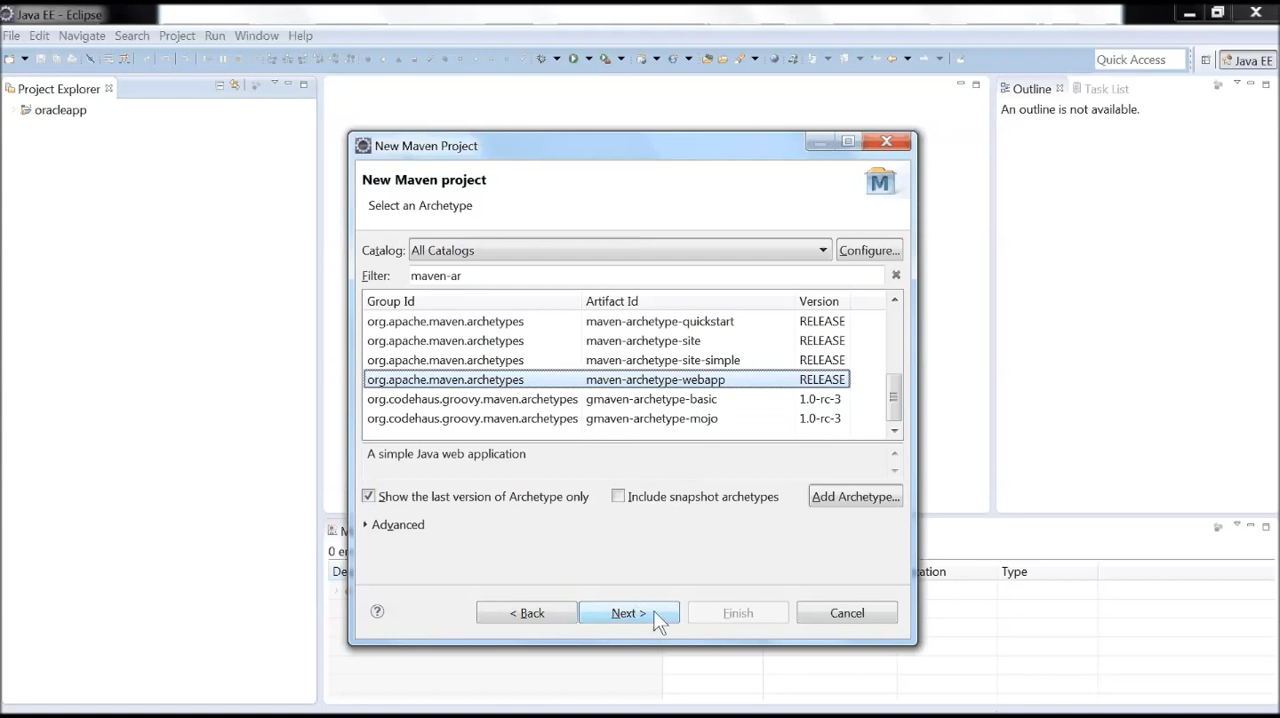 Java EE - Eclipse
File Edit Navigate Search Project Run Window Help
Quick Access
Java EE
Project Explorer
oracleapp
Outline
Task List
An outline is not available.
New Maven Project
New Maven project
M
Select an Archetype
Catalog: All Catalogs Configure...
Filter: maven-ar
Group Id Artifact Id Version
org.apache.maven.archetypes maven-archetype-quickstart RELEASE
org.apache.maven.archetypes maven-archetype-site RELEASE
org.apache.maven.archetypes maven-archetype-site-simple RELEASE
org.apache.maven.archetypes maven-archetype-webapp RELEASE
org.codehaus.groovy.maven.archetypes gmaven-archetype-basic 1.0-rc-3
org.codehaus.groovy.maven.archetypes gmaven-archetype-mojo 1.0-rc-3
A simple Java web application
Show the last version of Archetype only Include snapshot archetypes Add Archetype...
Advanced
Type
< Back Next > Finish Cancel